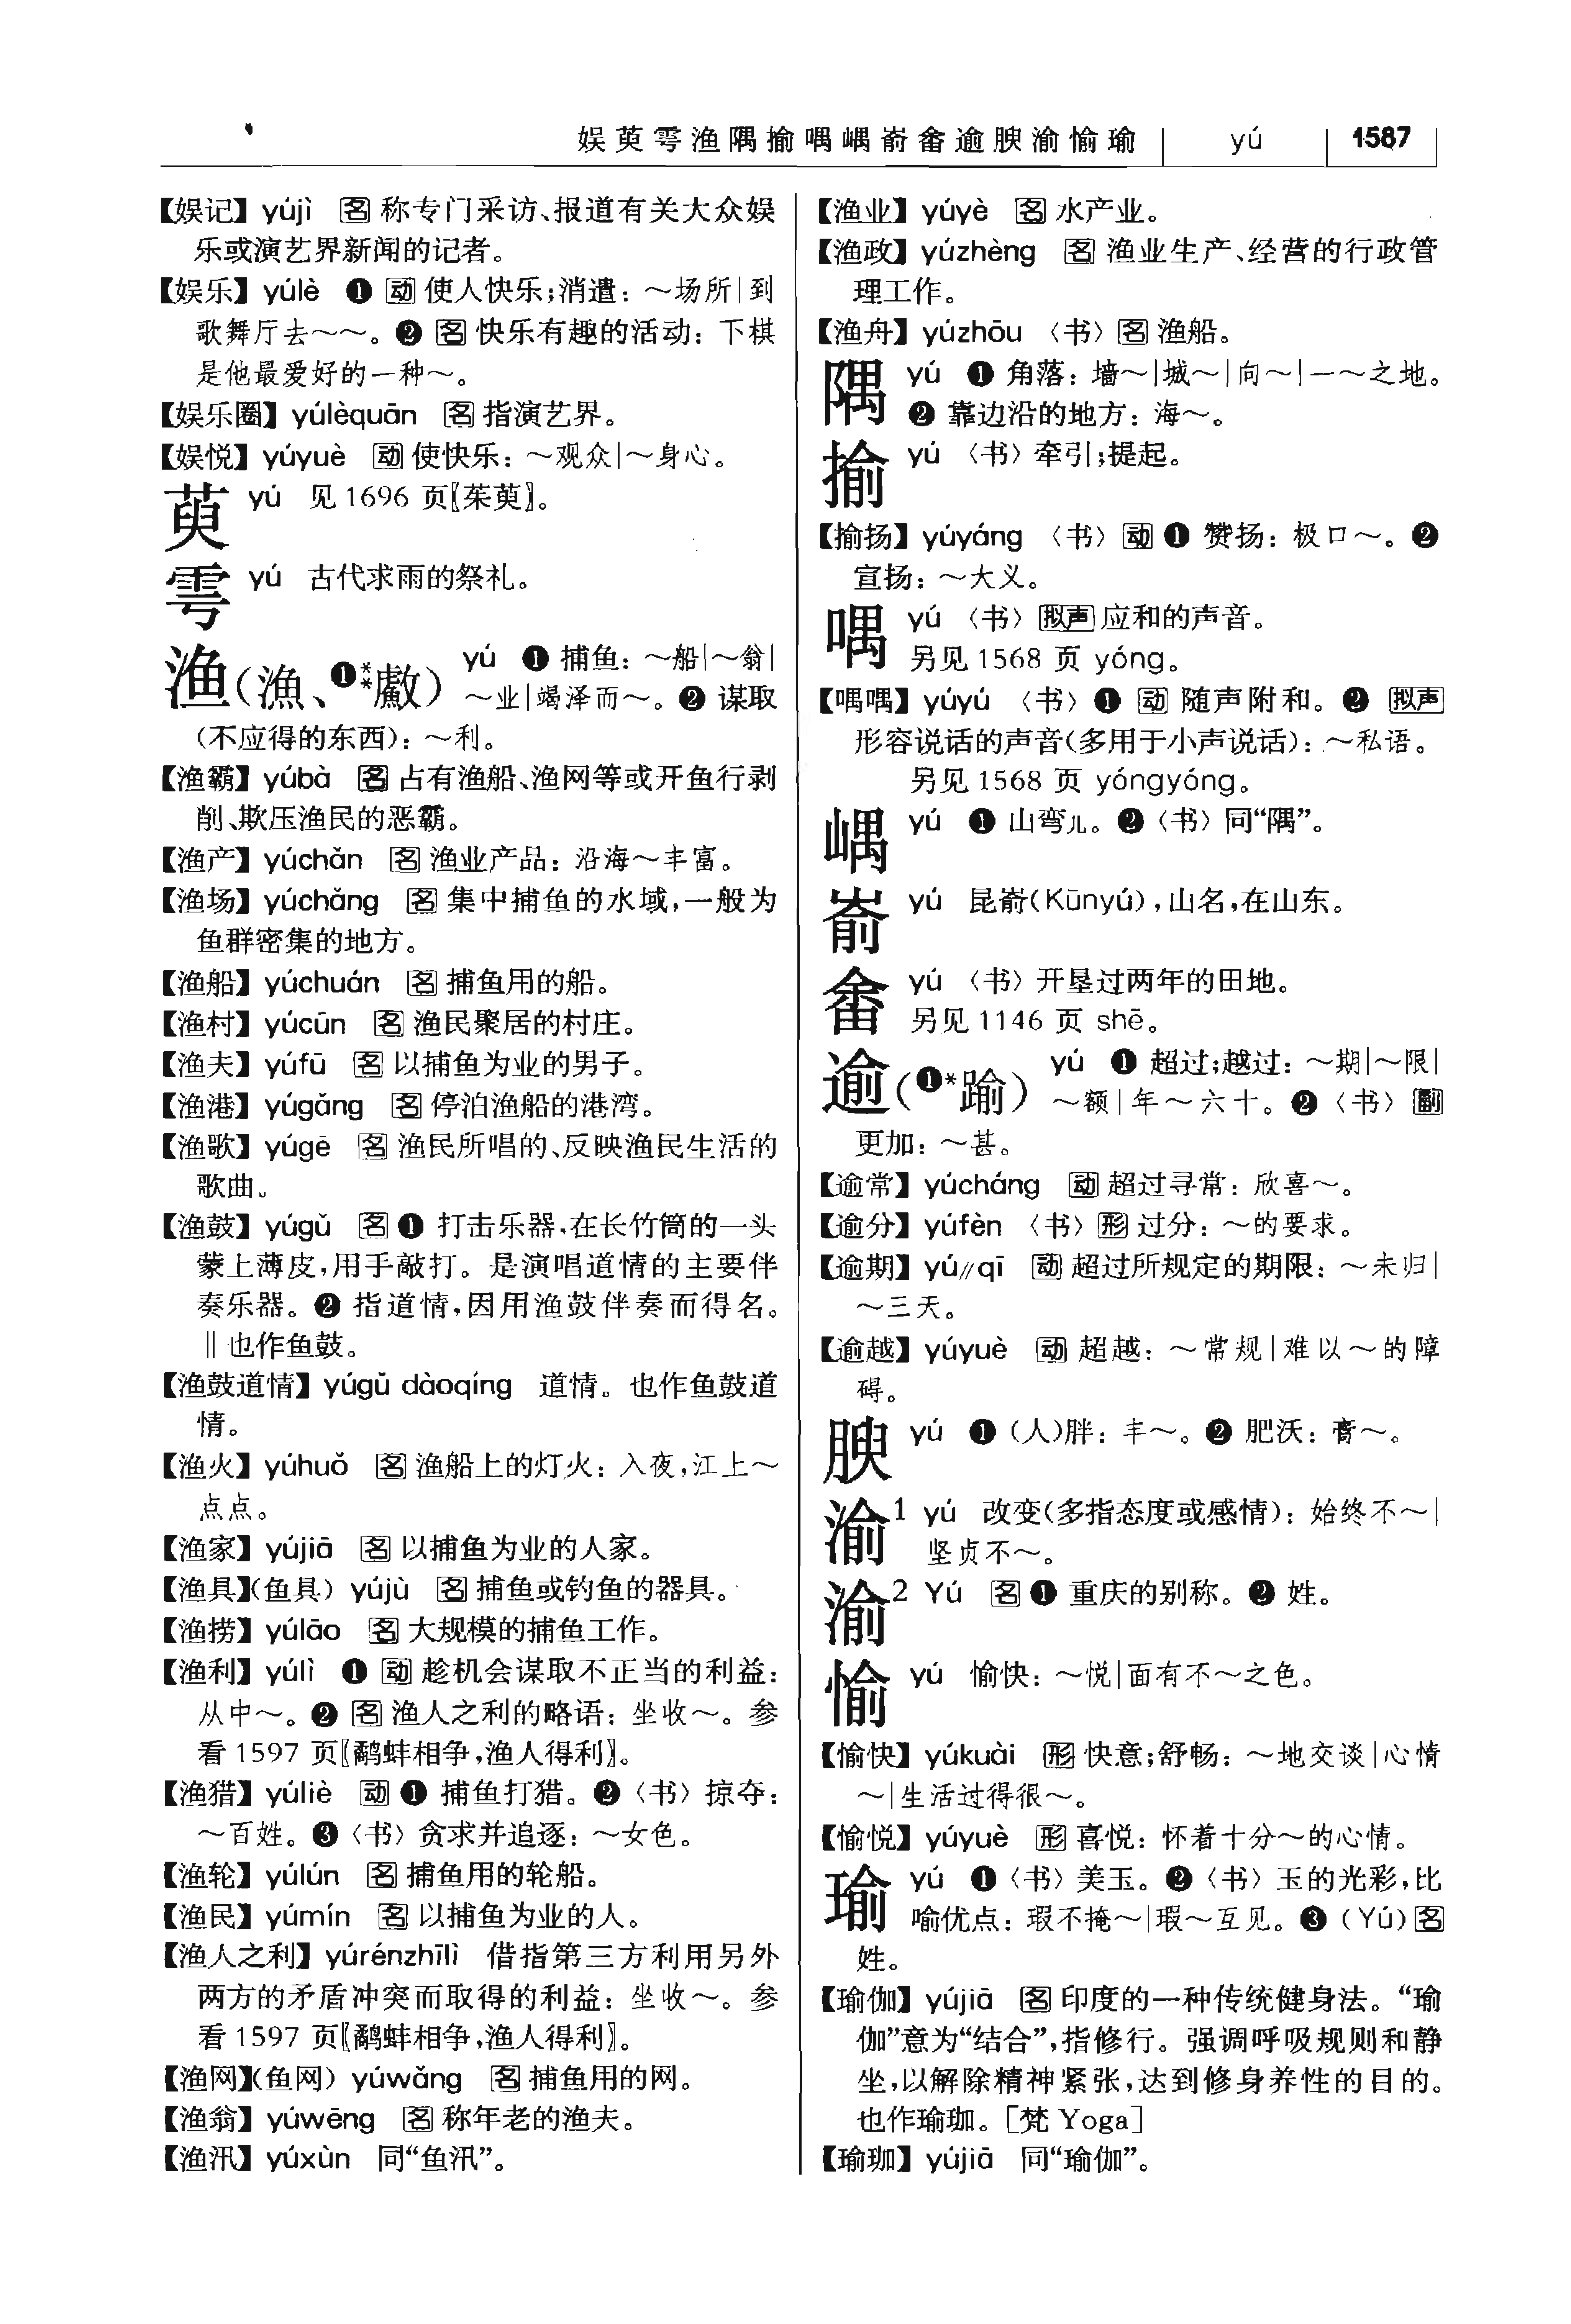 娱萸雩渔隅揄喁嵎嵛畬逾腴渝愉瑜 yú 1587
【娱记】yújì 名 称专门采访、报道有关大众娱
乐或演艺界新闻的记者。
【娱乐】yúlè ❶ 动 使人快乐;消遣：～场所|到
歌舞厅去～～。❷ 名 快乐有趣的活动：下棋
是他最爱好的一种～。
【娱乐圈】yúlèquān 名 指演艺界。
【娱悦】yúyuè 动 使快乐：～观众|～身心。
萸 yú 见 1696 页〖茱萸〗。
雩 yú 古代求雨的祭礼。
渔(漁、❶**䱷) yú ❶ 捕鱼：～船|～翁|
～业|竭泽而～。❷ 谋取
(不应得的东西)：～利。
【渔霸】yúbà 名 占有渔船、渔网等或开鱼行剥
削、欺压渔民的恶霸。
【渔产】yúchǎn 名 渔业产品：沿海～丰富。
【渔场】yúchǎng 名 集中捕鱼的水域,一般为
鱼群密集的地方。
【渔船】yúchuán 名 捕鱼用的船。
【渔村】yúcūn 名 渔民聚居的村庄。
【渔夫】yúfū 名 以捕鱼为业的男子。
【渔港】yúgǎng 名 停泊渔船的港湾。
【渔歌】yúgē 名 渔民所唱的、反映渔民生活的
歌曲。
【渔鼓】yúgǔ 名 ❶ 打击乐器,在长竹筒的一头
蒙上薄皮,用手敲打。是演唱道情的主要伴
奏乐器。❷ 指道情,因用渔鼓伴奏而得名。
‖也作鱼鼓。
【渔鼓道情】yúgǔ dàoqíng 道情。也作鱼鼓道
情。
【渔火】yúhuǒ 名 渔船上的灯火：入夜,江上～
点点。
【渔家】yújiā 名 以捕鱼为业的人家。
【渔具】(鱼具) yújù 名 捕鱼或钓鱼的器具。
【渔捞】yúlāo 名 大规模的捕鱼工作。
【渔利】yúlì ❶ 动 趁机会谋取不正当的利益：
从中～。❷ 名 渔人之利的略语：坐收～。参
看 1597 页〖鹬蚌相争,渔人得利〗。
【渔猎】yúliè 动 ❶ 捕鱼打猎。❷〈书〉掠夺：
～百姓。❸〈书〉贪求并追逐：～女色。
【渔轮】yúlún 名 捕鱼用的轮船。
【渔民】yúmín 名 以捕鱼为业的人。
【渔人之利】yúrénzhīlì 借指第三方利用另外
两方的矛盾冲突而取得的利益：坐收～。参
看 1597 页〖鹬蚌相争,渔人得利〗。
【渔网】(鱼网) yúwǎng 名 捕鱼用的网。
【渔翁】yúwēng 名 称年老的渔夫。
【渔汛】yúxùn 同“鱼汛”。
【渔业】yúyè 名 水产业。
【渔政】yúzhèng 名 渔业生产、经营的行政管
理工作。
【渔舟】yúzhōu〈书〉名 渔船。
隅 yú ❶ 角落：墙～|城～|向～|一～之地。
❷ 靠边沿的地方：海～。
揄 yú〈书〉牵引;提起。
【揄扬】yúyáng〈书〉动 ❶ 赞扬：极口～。❷
宣扬：～大义。
喁 yú〈书〉拟声 应和的声音。
另见 1568 页 yóng。
【喁喁】yúyú〈书〉❶ 动 随声附和。❷ 拟声
形容说话的声音(多用于小声说话)：～私语。
另见 1568 页 yóngyóng。
嵎 yú ❶ 山弯儿。❷〈书〉同“隅”。
嵛 yú 昆嵛(Kūnyú),山名,在山东。
畬 yú〈书〉开垦过两年的田地。
另见 1146 页 shē。
逾(❶*踰) yú ❶ 超过;越过：～期|～限|
～额|年～六十。❷〈书〉副
更加：～甚。
【逾常】yúcháng 动 超过寻常：欣喜～。
【逾分】yúfèn〈书〉形 过分：～的要求。
【逾期】yú∥qī 动 超过所规定的期限：～未归|
～三天。
【逾越】yúyuè 动 超越：～常规|难以～的障
碍。
腴 yú ❶ (人)胖：丰～。❷ 肥沃：膏～。
渝1 yú 改变(多指态度或感情)：始终不～|
坚贞不～。
渝2 Yú 名 ❶ 重庆的别称。❷ 姓。
愉 yú 愉快：～悦|面有不～之色。
【愉快】yúkuài 形 快意;舒畅：～地交谈|心情
～|生活过得很～。
【愉悦】yúyuè 形 喜悦：怀着十分～的心情。
瑜 yú ❶〈书〉美玉。❷〈书〉玉的光彩,比
喻优点：瑕不掩～|瑕～互见。❸ (Yú) 名
姓。
【瑜伽】yújiā 名 印度的一种传统健身法。“瑜
伽”意为“结合”,指修行。强调呼吸规则和静
坐,以解除精神紧张,达到修身养性的目的。
也作瑜珈。[梵 Yoga]
【瑜珈】yújiā 同“瑜伽”。